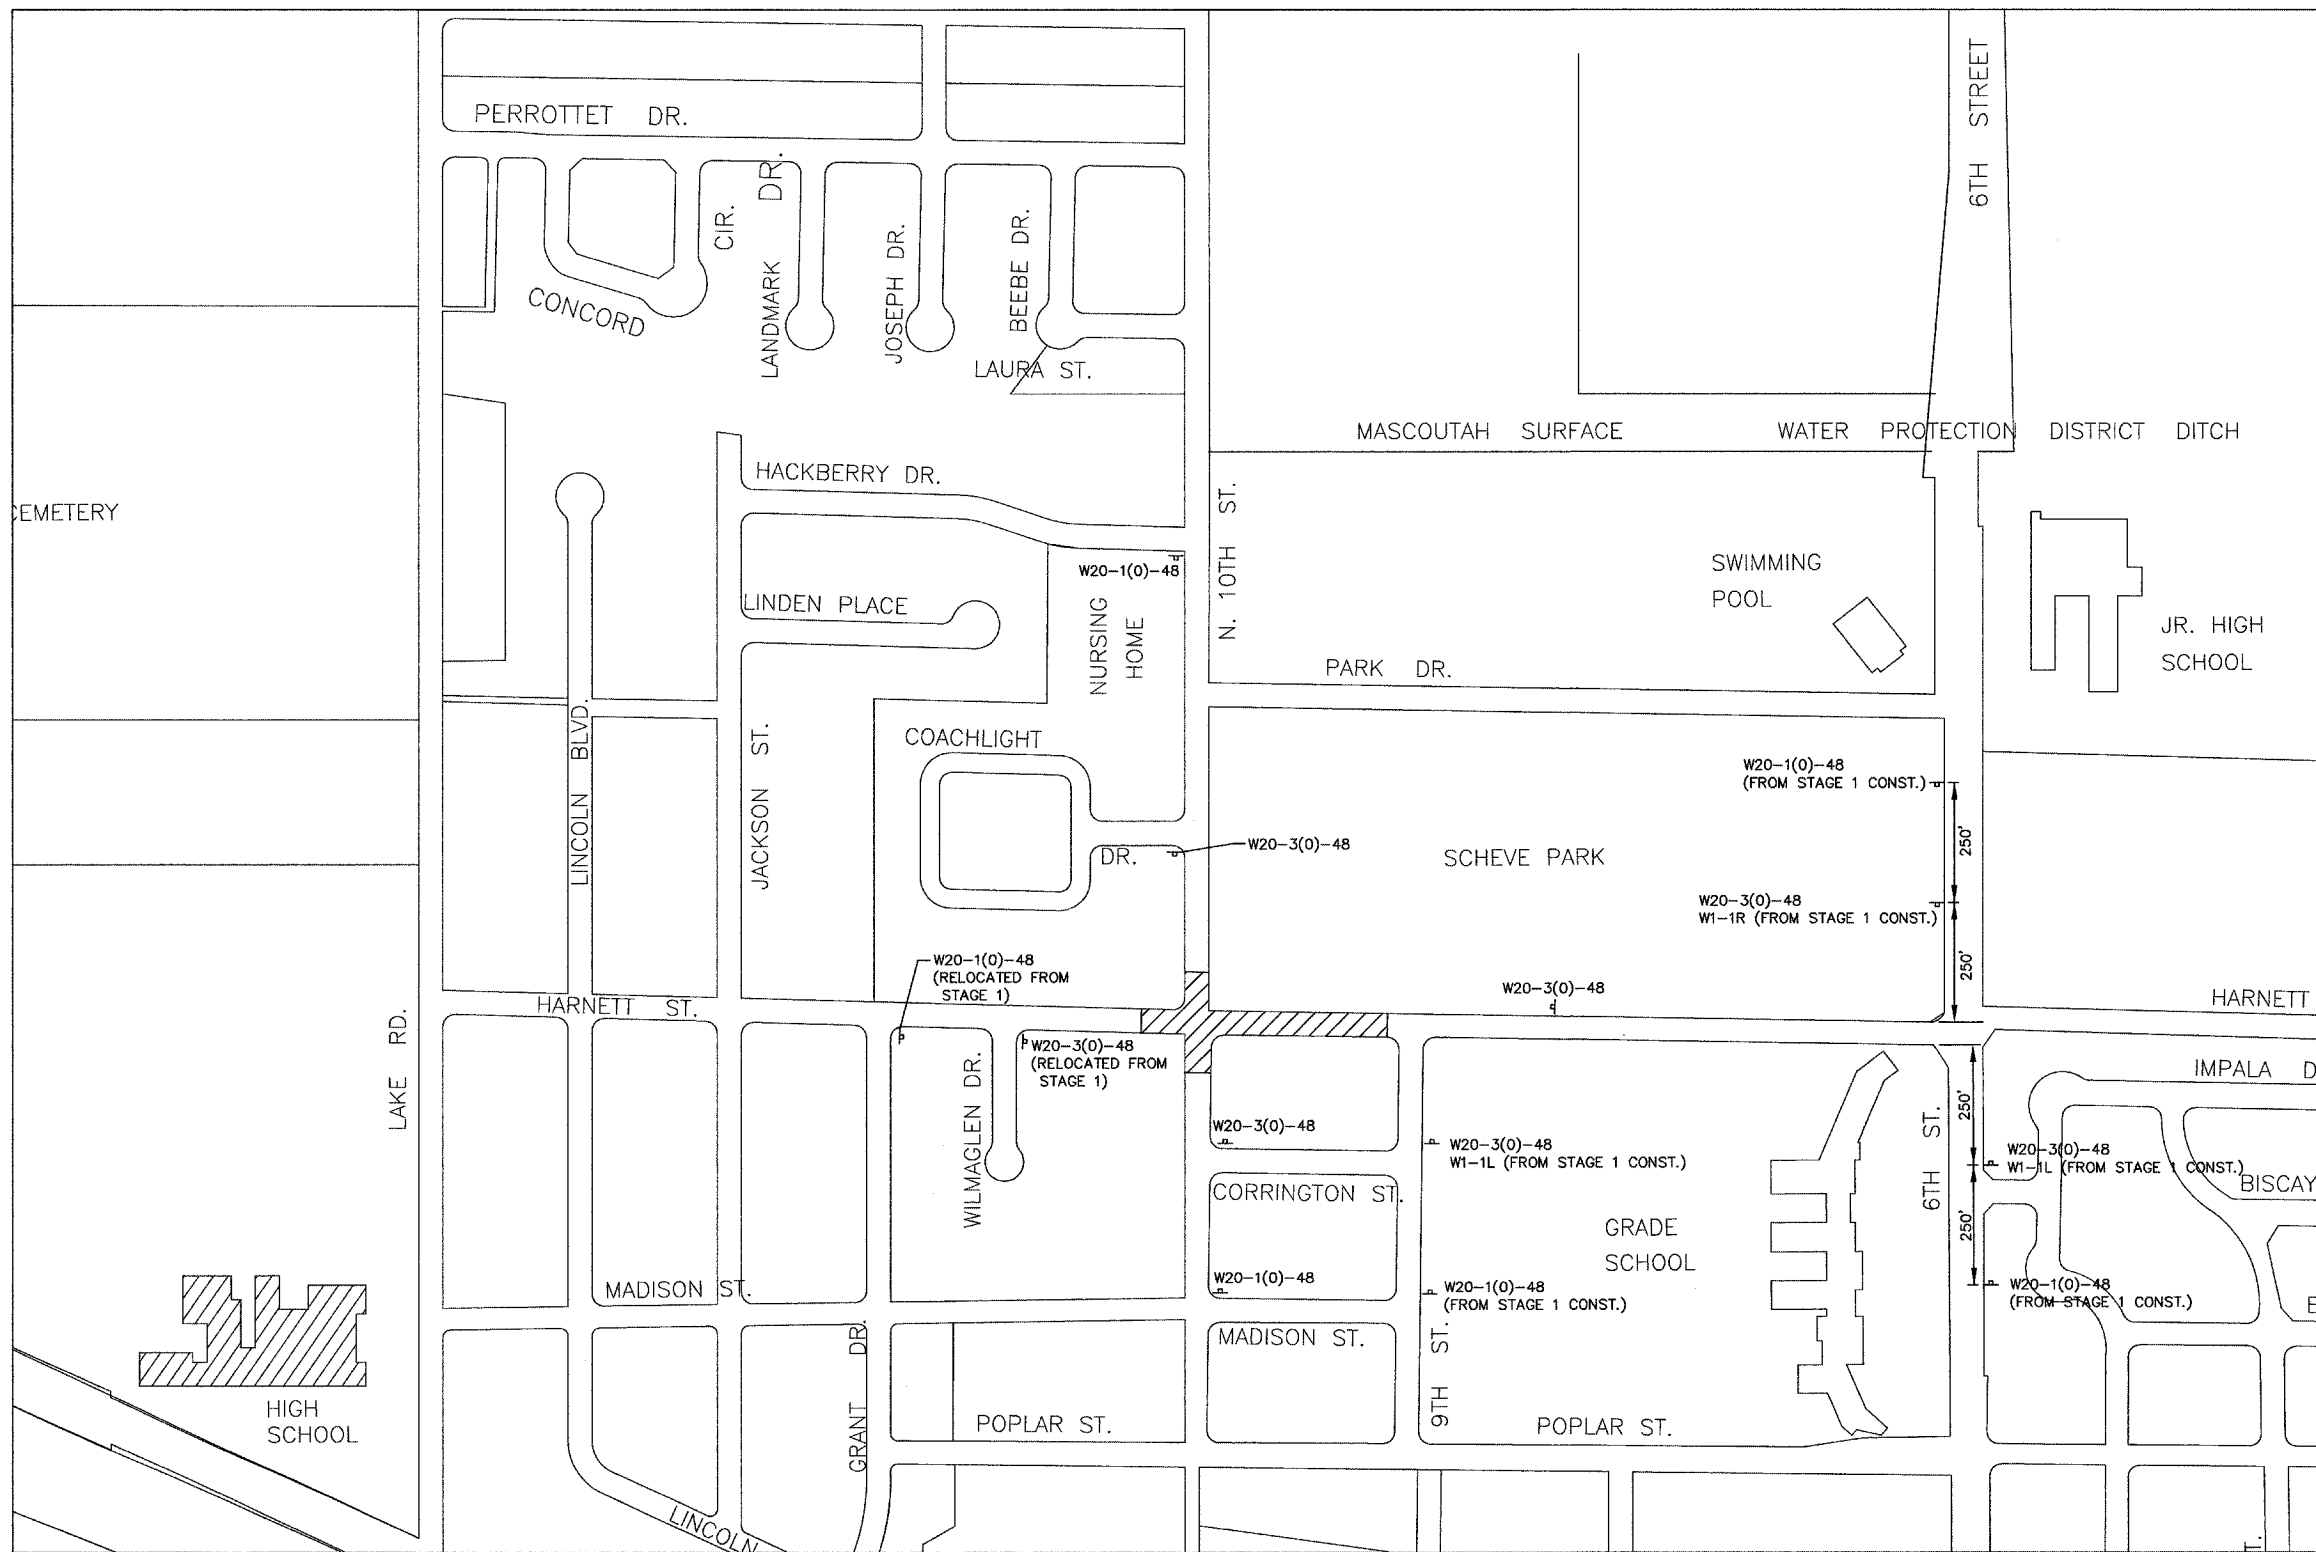 PERROTTET DR.
6TH STREET
CONCORD CIR.
LANDMARK DR.
JOSEPH DR.
BEEBE DR.
LAURA ST.
MASCOUTAH SURFACE WATER PROTECTION DISTRICT DITCH
HACKBERRY DR.
N. 10TH ST.
CEMETERY
W20-1(0)-48
SWIMMING
POOL
LINDEN PLACE
NURSING
HOME
JR. HIGH
SCHOOL
PARK DR.
LINCOLN BLVD.
JACKSON ST.
COACHLIGHT
DR.
W20-3(0)-48
SCHEVE PARK
W20-1(0)-48
(FROM STAGE 1 CONST.)
250'
W20-3(0)-48
W1-1R (FROM STAGE 1 CONST.)
250'
W20-1(0)-48
(RELOCATED FROM
STAGE 1)
W20-3(0)-48
HARNETT ST.
HARNETT
LAKE RD.
W20-3(0)-48
(RELOCATED FROM
STAGE 1)
WILMAGLEN DR.
IMPALA D
250'
6TH ST.
W20-3(0)-48
W20-3(0)-48
W1-1L (FROM STAGE 1 CONST.)
W20-3(0)-48
W1-1L (FROM STAGE 1 CONST.)
BISCAY
CORRINGTON ST.
250'
GRADE
SCHOOL
MADISON ST.
W20-1(0)-48
W20-1(0)-48
(FROM STAGE 1 CONST.)
W20-1(0)-48
(FROM STAGE 1 CONST.)
E
MADISON ST.
9TH ST.
GRANT DR.
HIGH
SCHOOL
POPLAR ST.
POPLAR ST.
LINCOLN
T.